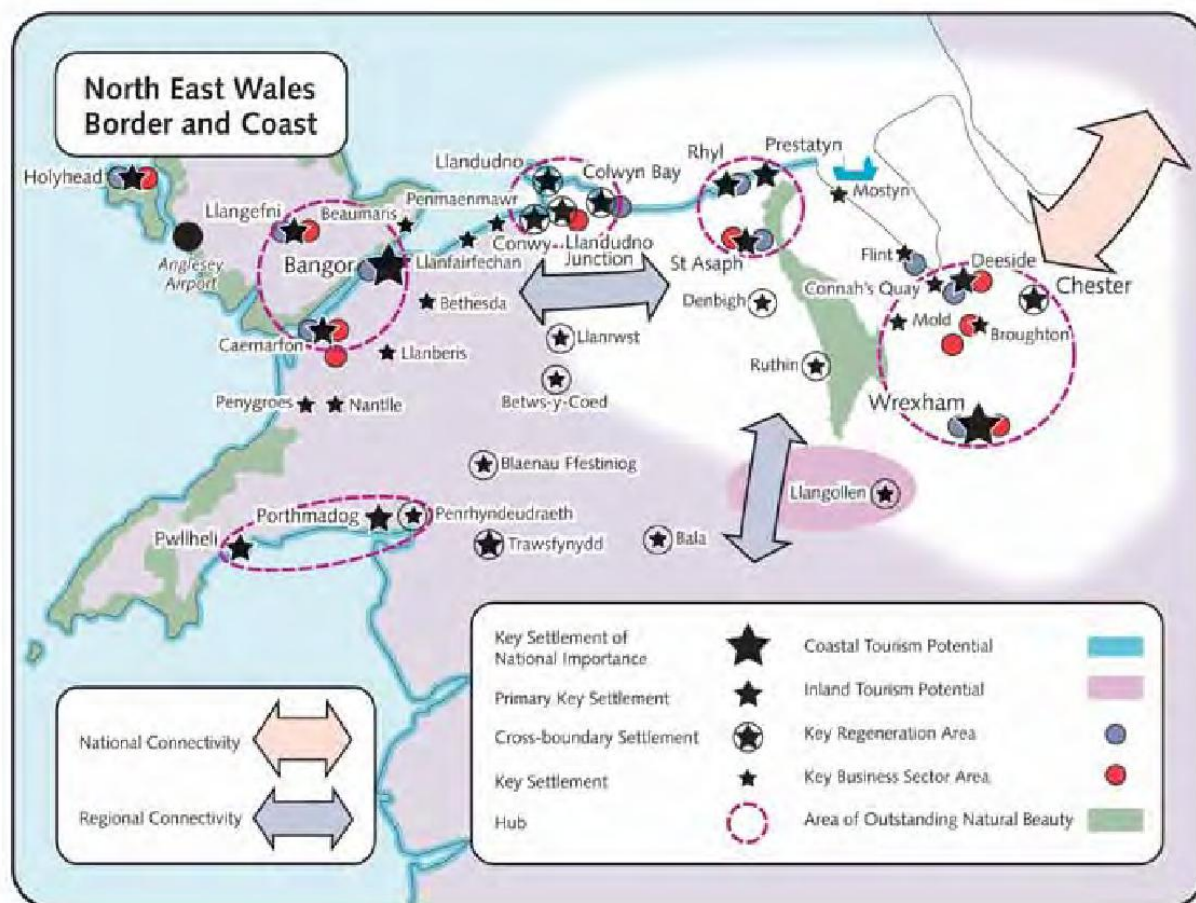 North East Wales
Border and Coast
Holyhead
Llangefni
Beaumaris
Penmaenmawr
Llandudno
Colwyn Bay
Rhyl
Prestatyn
Mostyn
Anglesey
Airport
Bangor
Llanfairfechan
Conwy
Llandudno
Junction
St Asaph
Flint
Deeside
Connah's Quay
Chester
Bethesda
Denbigh
Mold
Broughton
Caernarfon
Llanberis
Llanrwst
Ruthin
Penygroes
Nantlle
Betws-y-Coed
Wrexham
Blaenau Ffestiniog
Llangollen
Porthmadog
Penrhyndeudraeth
Pwllheli
Trawsfynydd
Bala
Key Settlement of
National Importance
Primary Key Settlement
Cross-boundary Settlement
Key Settlement
Hub
Coastal Tourism Potential
Inland Tourism Potential
Key Regeneration Area
Key Business Sector Area
Area of Outstanding Natural Beauty
National Connectivity
Regional Connectivity